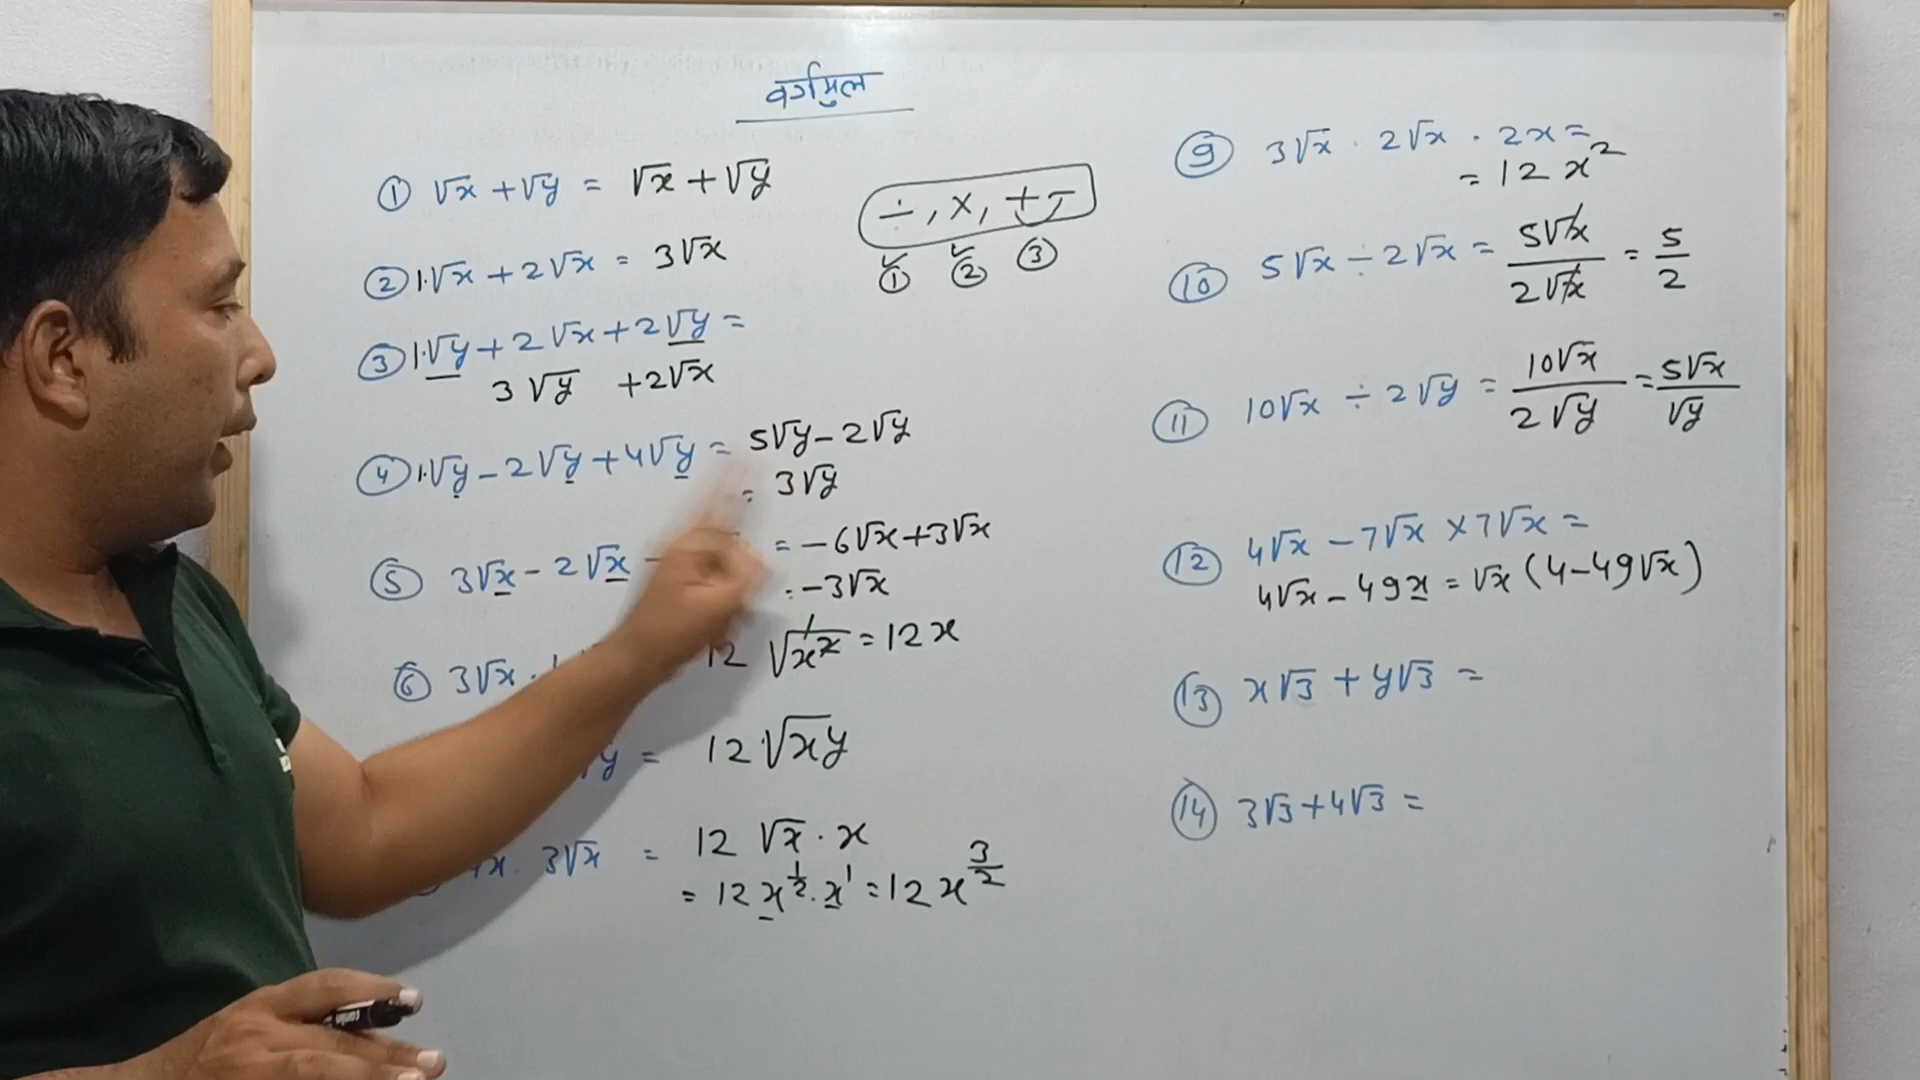 वर्गमुल
① √x + √y = √x + √y
÷, ×, + -
① ② ③
② 1·√x + 2√x = 3√x
③ 1·√y + 2√x + 2√y =
3√y + 2√x
④ 1·√y - 2√y + 4√y = 5√y - 2√y
= 3√y
⑤ 3√x - 2√x - = -6√x + 3√x
= -3√x
⑥ 3√x · 12 √x² = 12x
y = 12√xy
x · 3√x = 12 √x · x
= 12 x^1/2 · x^1 = 12 x^3/2
⑨ 3√x · 2√x · 2x =
= 12 x²
⑩ 5√x ÷ 2√x = 5√x / 2√x = 5/2
⑪ 10√x ÷ 2√y = 10√x / 2√y = 5√x / √y
⑫ 4√x - 7√x × 7√x =
4√x - 49x = √x (4 - 49√x)
⑬ x√3 + y√3 =
⑭ 3√3 + 4√3 =